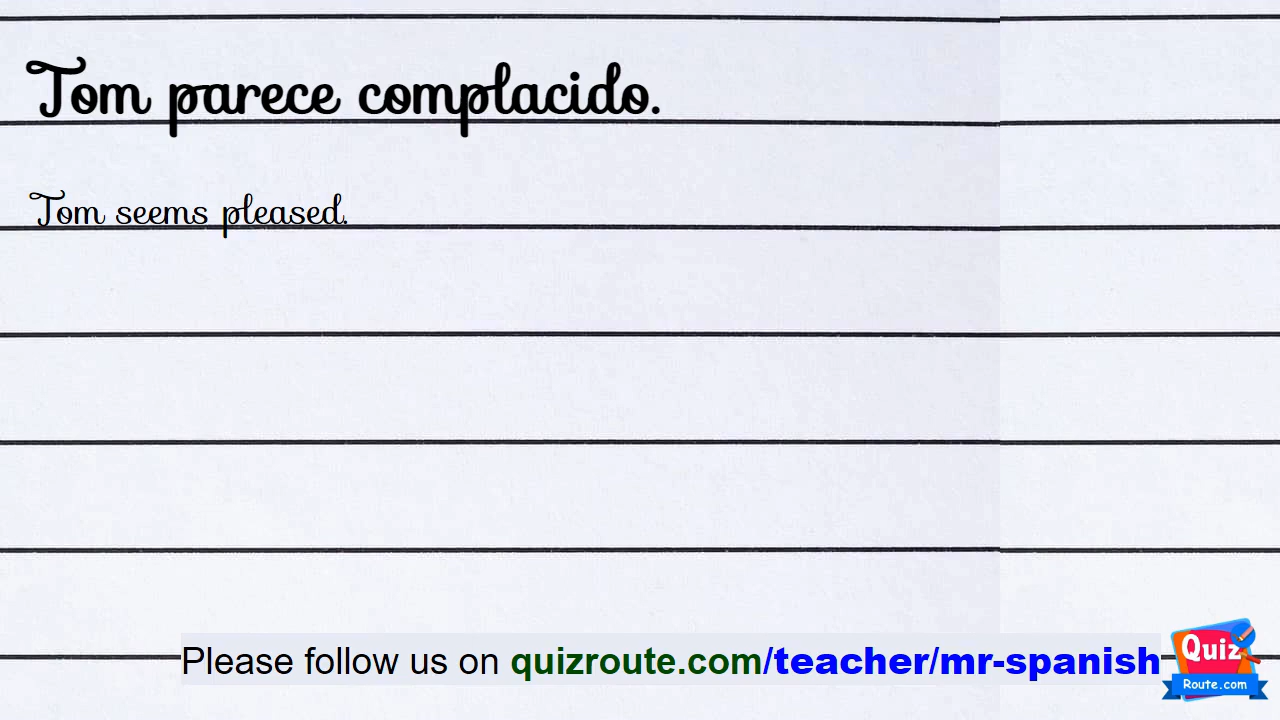 Tom parece complacido.
Tom seems pleased.
Please follow us on quizroute.com/teacher/mr-spanish
Quiz
Route.com